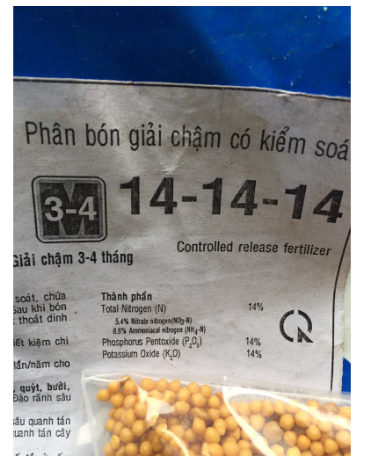 Phân bón giải chậm có kiểm soá
3-4
M
14-14-14
Giải chậm 3-4 tháng
Controlled release fertilizer
soát, chứa
sau khi bón
thoát dinh
iết kiệm chi
lần/năm cho
, quýt, bưởi,
Đào rãnh sâu
sâu quanh tán
quanh tán cây
Thành phần
Total Nitrogen (N) 14%
5.4% Nitrate nitrogen(NO₃-N)
8.6% Ammoniacal nitrogen (NH₄-N)
Phosphorus Pentoxide (P₂O₅) 14%
Potassium Oxide (K₂O) 14%